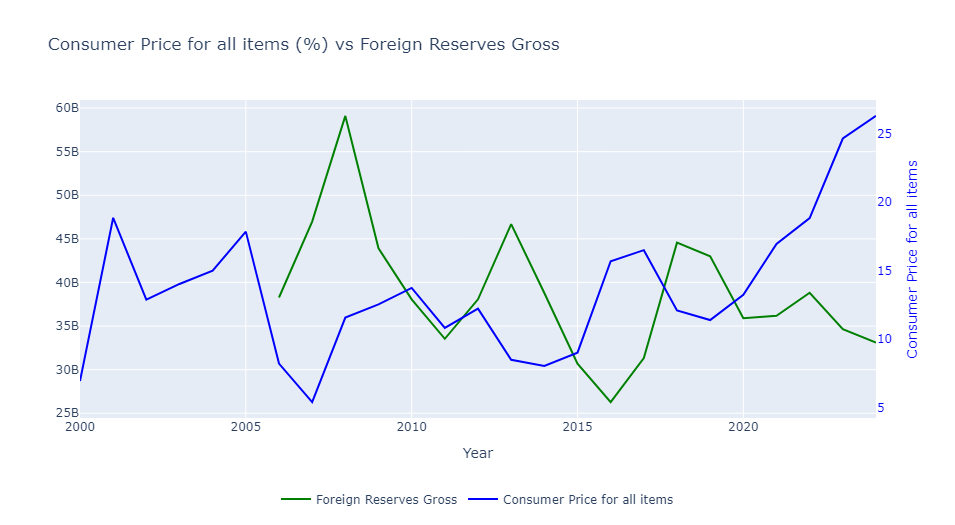 Consumer Price for all items (%) vs Foreign Reserves Gross
60B
55B
50B
45B
40B
35B
30B
25B
25
20
15
10
5
Consumer Price for all items
2000
2005
2010
2015
2020
Year
Foreign Reserves Gross
Consumer Price for all items